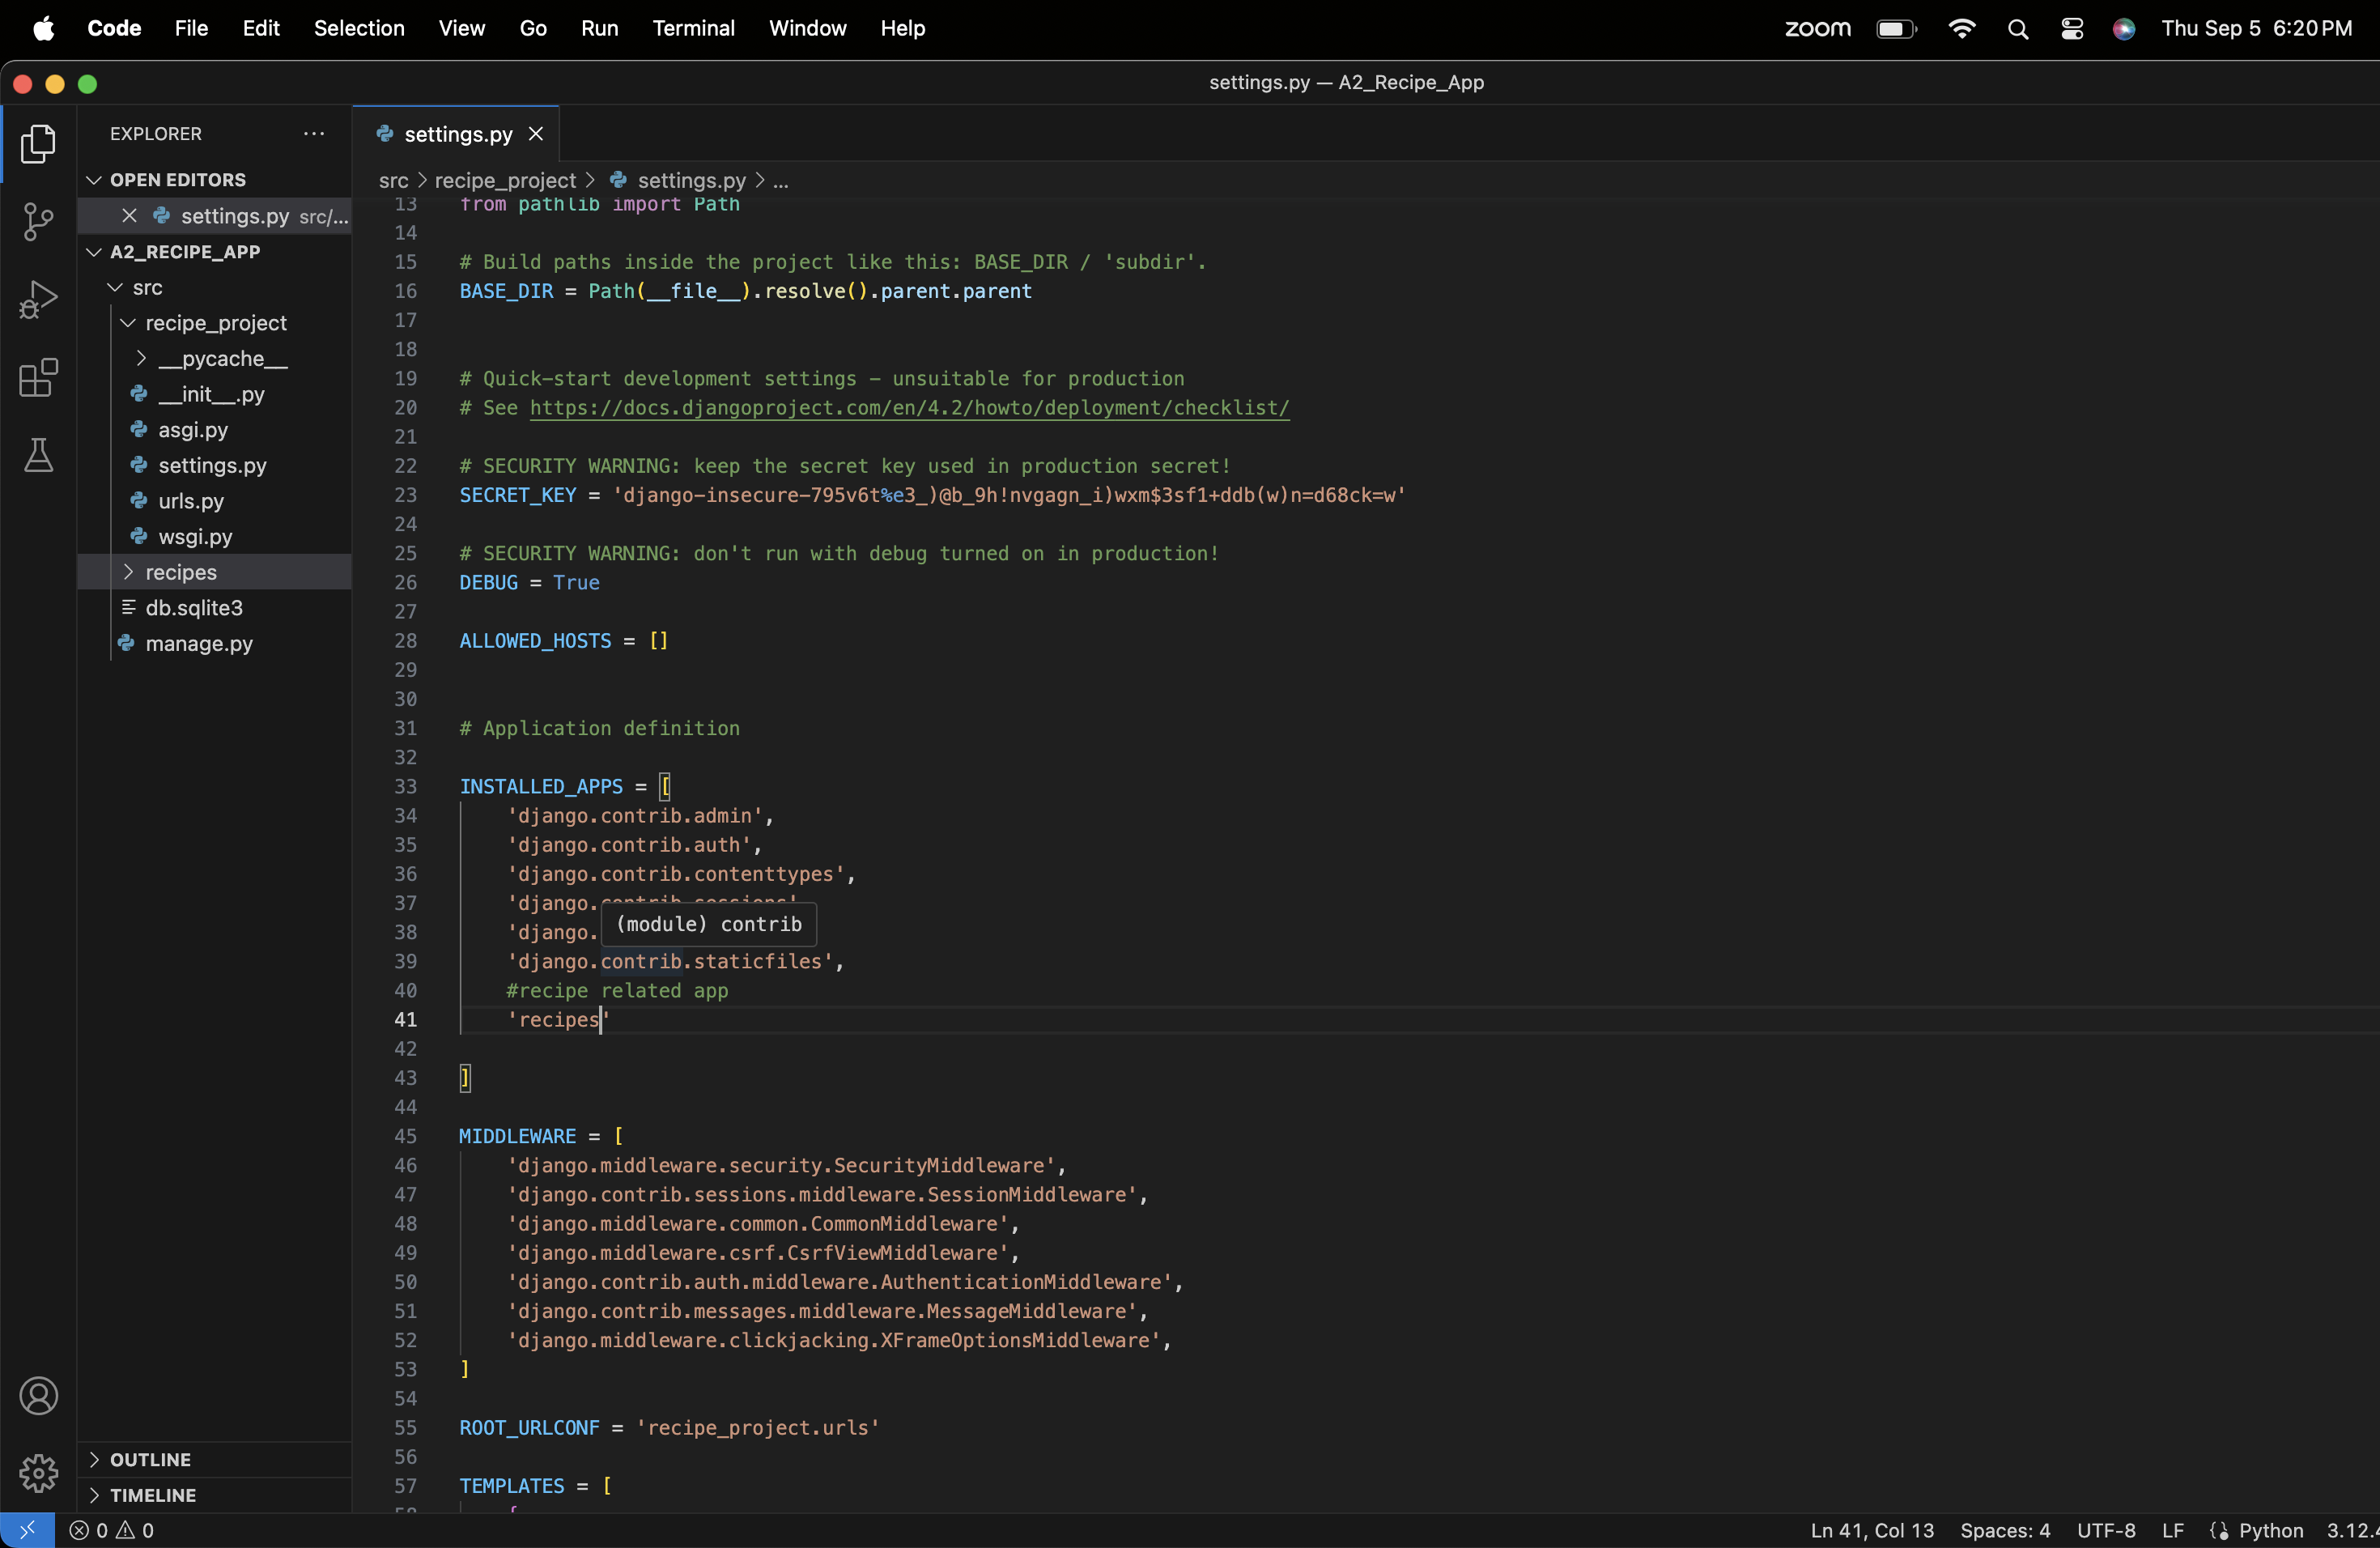 Code File Edit Selection View Go Run Terminal Window Help zoom Thu Sep 5 6:20 PM
settings.py — A2_Recipe_App
EXPLORER ...
settings.py
OPEN EDITORS
settings.py src/...
A2_RECIPE_APP
src
recipe_project
__pycache__
__init__.py
asgi.py
settings.py
urls.py
wsgi.py
recipes
db.sqlite3
manage.py
OUTLINE
TIMELINE
src > recipe_project > settings.py > ...
13 from pathlib import Path
14
15 # Build paths inside the project like this: BASE_DIR / 'subdir'.
16 BASE_DIR = Path(__file__).resolve().parent.parent
17
18
19 # Quick-start development settings - unsuitable for production
20 # See https://docs.djangoproject.com/en/4.2/howto/deployment/checklist/
21
22 # SECURITY WARNING: keep the secret key used in production secret!
23 SECRET_KEY = 'django-insecure-795v6t%e3_)@b_9h!nvgagn_i)wxm$3sf1+ddb(w)n=d68ck=w'
24
25 # SECURITY WARNING: don't run with debug turned on in production!
26 DEBUG = True
27
28 ALLOWED_HOSTS = []
29
30
31 # Application definition
32
33 INSTALLED_APPS = [
34 'django.contrib.admin',
35 'django.contrib.auth',
36 'django.contrib.contenttypes',
37 'django.contrib.sessions'
(module) contrib
38 'django.
39 'django.contrib.staticfiles',
40 #recipe related app
41 'recipes'
42
43 ]
44
45 MIDDLEWARE = [
46 'django.middleware.security.SecurityMiddleware',
47 'django.contrib.sessions.middleware.SessionMiddleware',
48 'django.middleware.common.CommonMiddleware',
49 'django.middleware.csrf.CsrfViewMiddleware',
50 'django.contrib.auth.middleware.AuthenticationMiddleware',
51 'django.contrib.messages.middleware.MessageMiddleware',
52 'django.middleware.clickjacking.XFrameOptionsMiddleware',
53 ]
54
55 ROOT_URLCONF = 'recipe_project.urls'
56
57 TEMPLATES = [
58 {
0 0 Ln 41, Col 13 Spaces: 4 UTF-8 LF Python 3.12.4